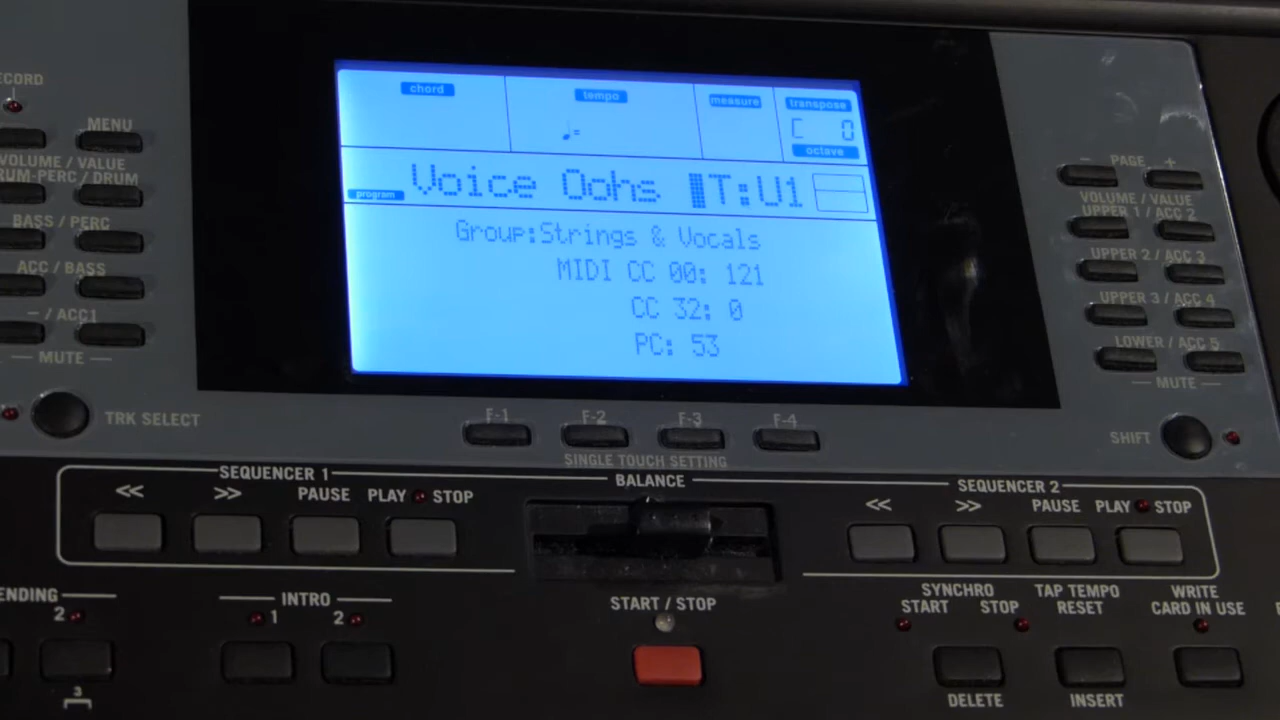 chord
tempo
measure
transpose
♩=
C 0
octave
program
Voice Oohs T:U1
Group:Strings & Vocals
MIDI CC 00: 121
CC 32: 0
PC: 53
MENU
VOLUME / VALUE
DRUM
BASS / PERC
ACC / BASS
– / ACC1
— MUTE —
TRK SELECT
– PAGE +
VOLUME / VALUE
UPPER 1 / ACC 2
UPPER 2 / ACC 3
UPPER 3 / ACC 4
LOWER / ACC 5
— MUTE —
SHIFT
F-1
F-2
F-3
F-4
SINGLE TOUCH SETTING
SEQUENCER 1
<<
>>
PAUSE
PLAY
STOP
BALANCE
SEQUENCER 2
<<
>>
PAUSE
PLAY
STOP
2
INTRO
1
2
START / STOP
SYNCHRO
START
STOP
TAP TEMPO
RESET
WRITE
CARD IN USE
3
DELETE
INSERT